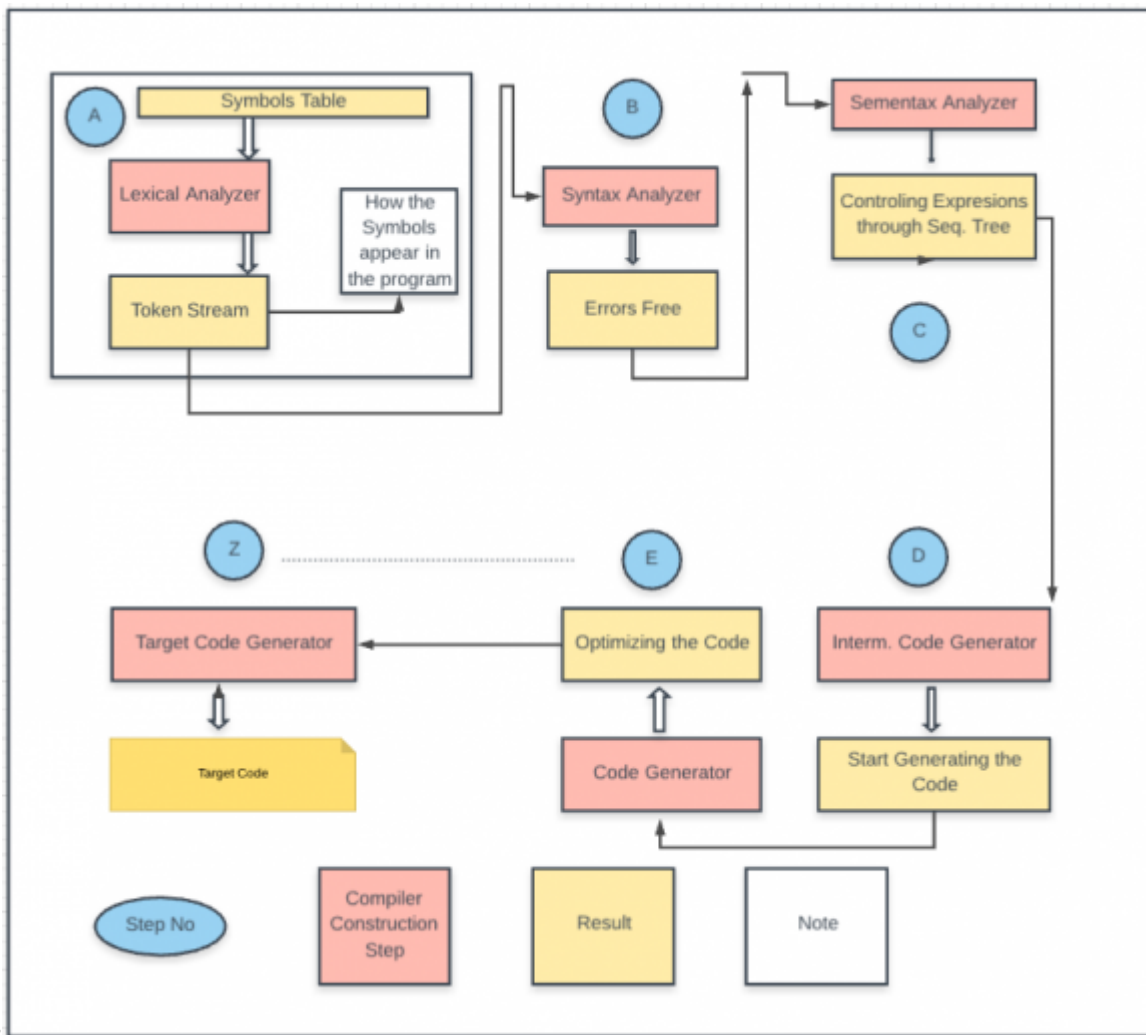 A
Symbols Table
Lexical Analyzer
How the
Symbols
appear in
the program
Token Stream
B
Syntax Analyzer
Errors Free
Sementax Analyzer
Controling Expresions
through Seq. Tree
C
Z
E
D
Target Code Generator
Optimizing the Code
Interm. Code Generator
Target Code
Code Generator
Start Generating the
Code
Step No
Compiler
Construction
Step
Result
Note